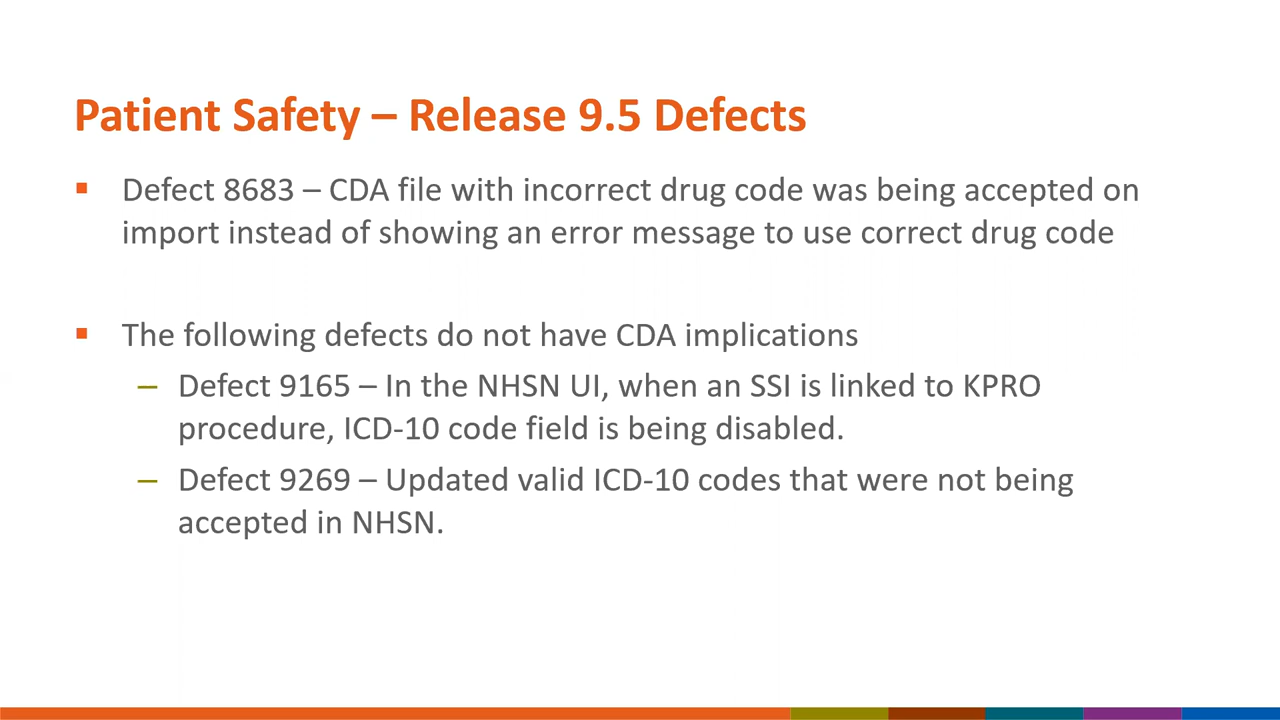 Patient Safety – Release 9.5 Defects
▪ Defect 8683 – CDA file with incorrect drug code was being accepted on
import instead of showing an error message to use correct drug code
▪ The following defects do not have CDA implications
– Defect 9165 – In the NHSN UI, when an SSI is linked to KPRO
procedure, ICD-10 code field is being disabled.
– Defect 9269 – Updated valid ICD-10 codes that were not being
accepted in NHSN.